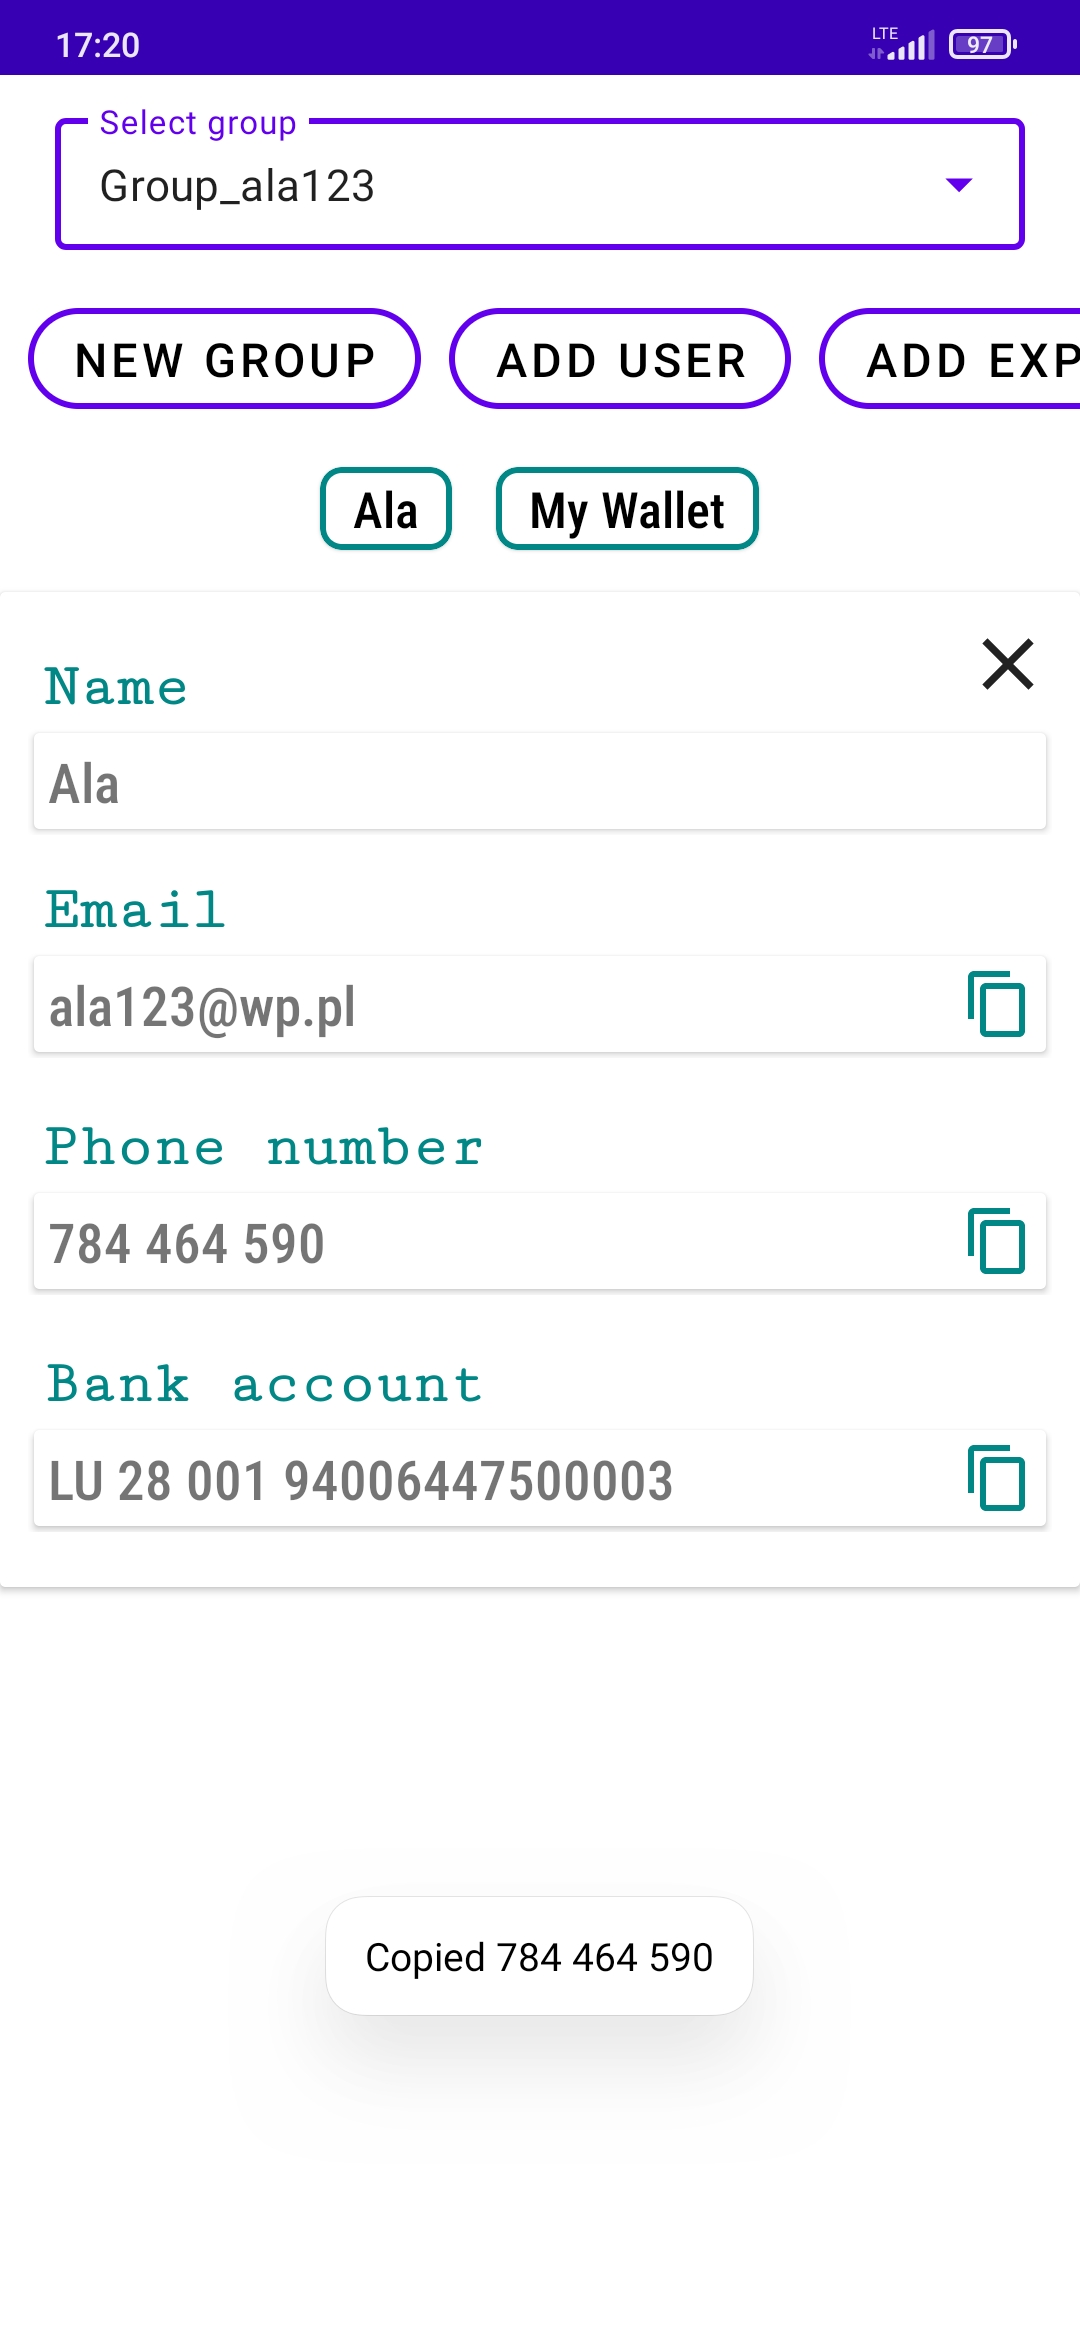 17:20
LTE
97
Select group
Group_ala123
NEW GROUP
ADD USER
ADD EXP
Ala
My Wallet
Name
Ala
Email
ala123@wp.pl
Phone number
784 464 590
Bank account
LU 28 001 94006447500003
Copied 784 464 590